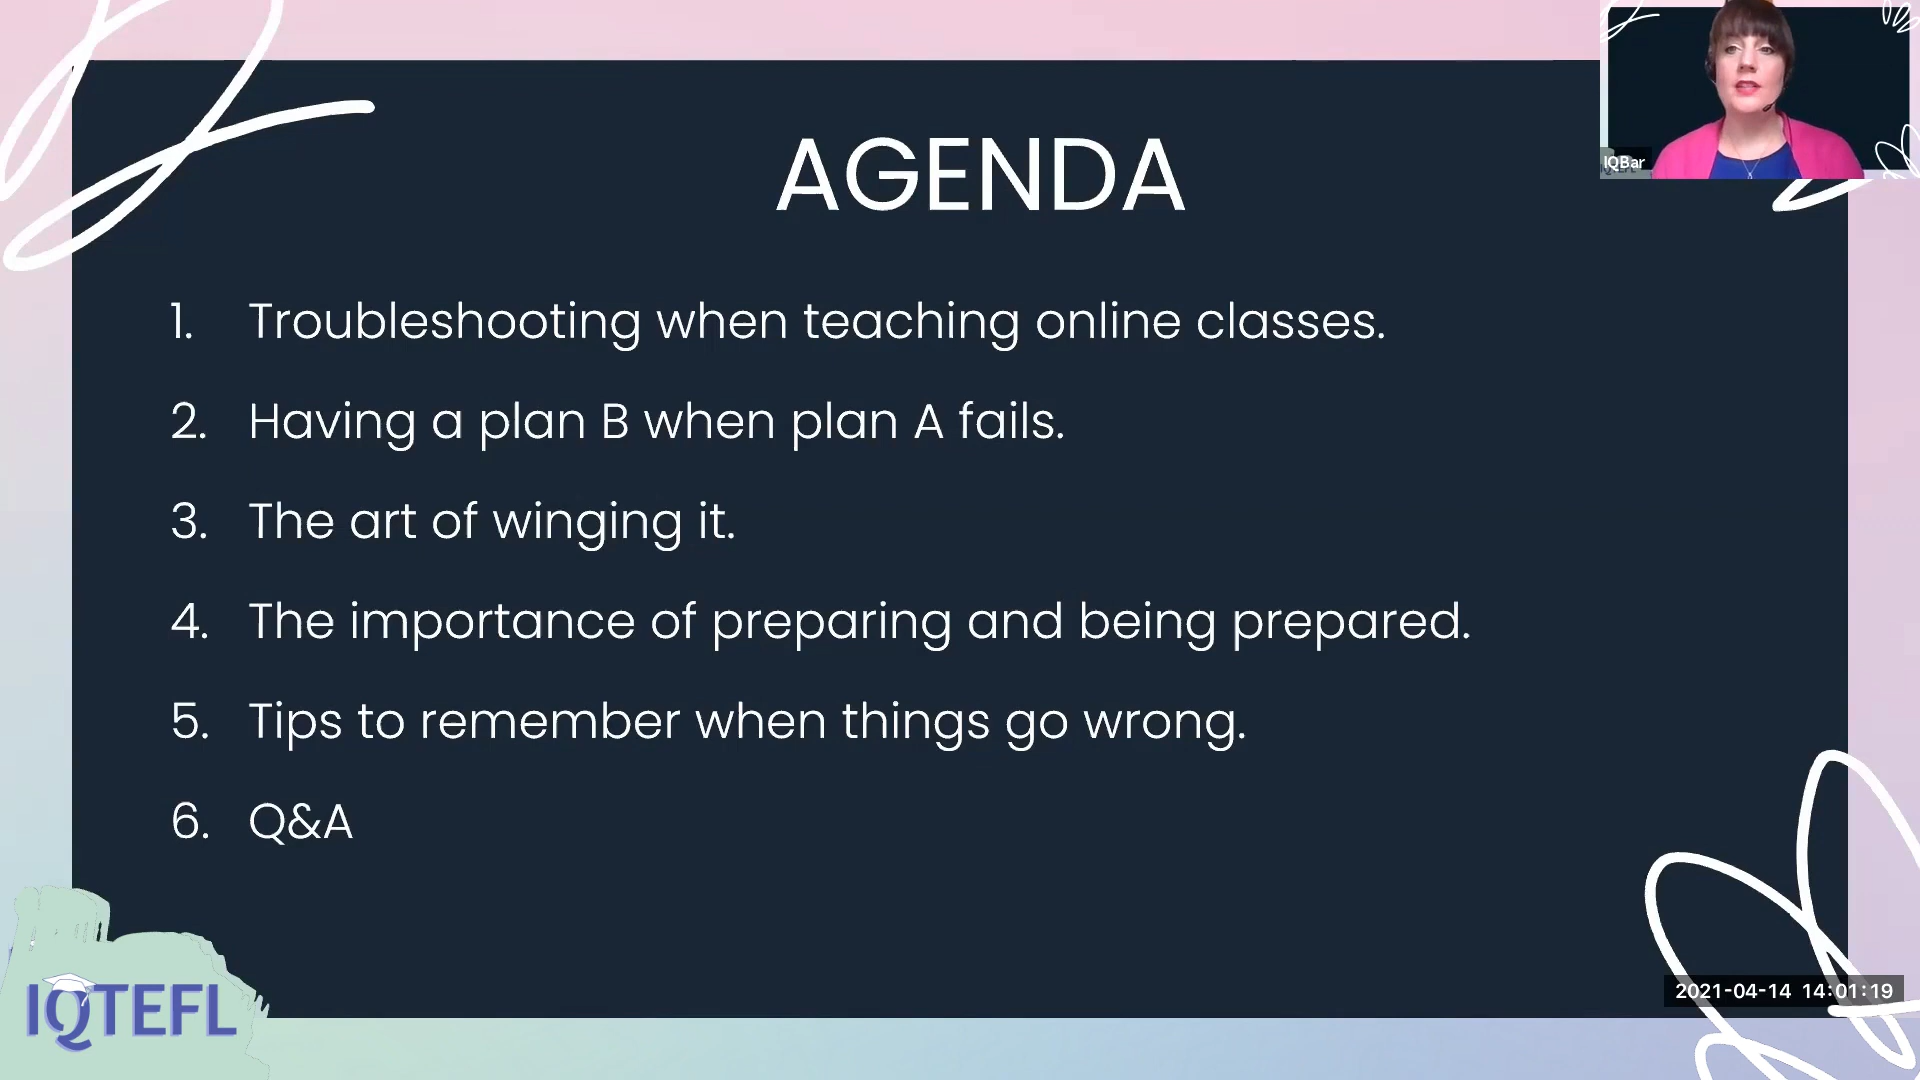 AGENDA
IQBar
1. Troubleshooting when teaching online classes.
2. Having a plan B when plan A fails.
3. The art of winging it.
4. The importance of preparing and being prepared.
5. Tips to remember when things go wrong.
6. Q&A
IQTEFL
2021-04-14 14:01:19